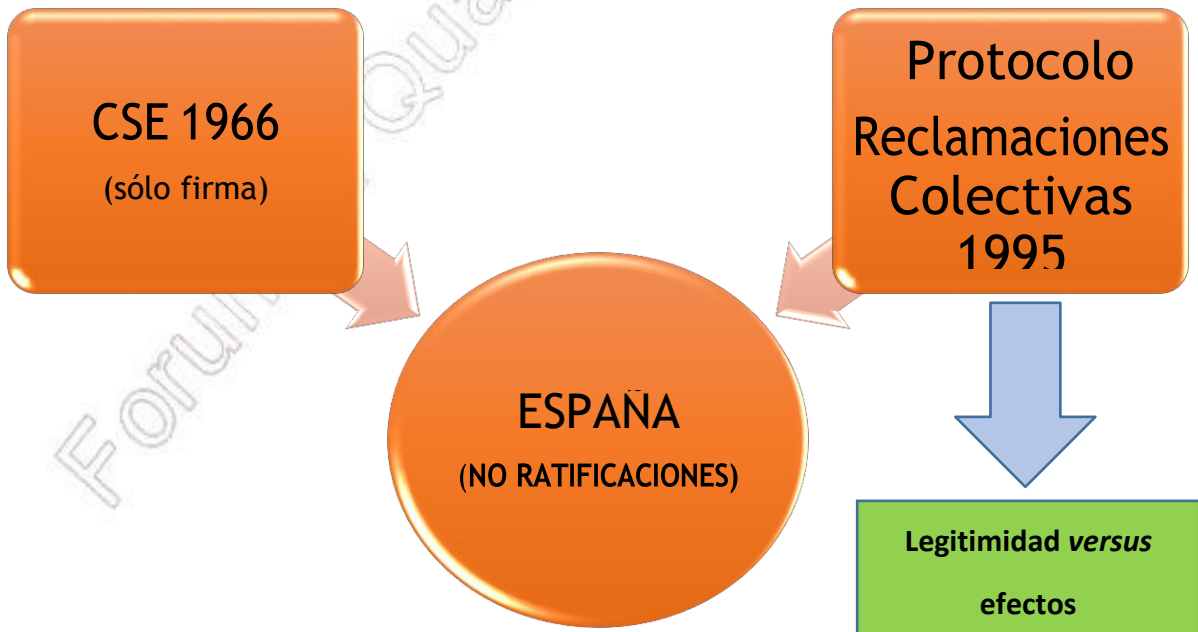 CSE 1966
(sólo firma)
Protocolo
Reclamaciones
Colectivas
1995
ESPAÑA
(NO RATIFICACIONES)
Legitimidad versus
efectos